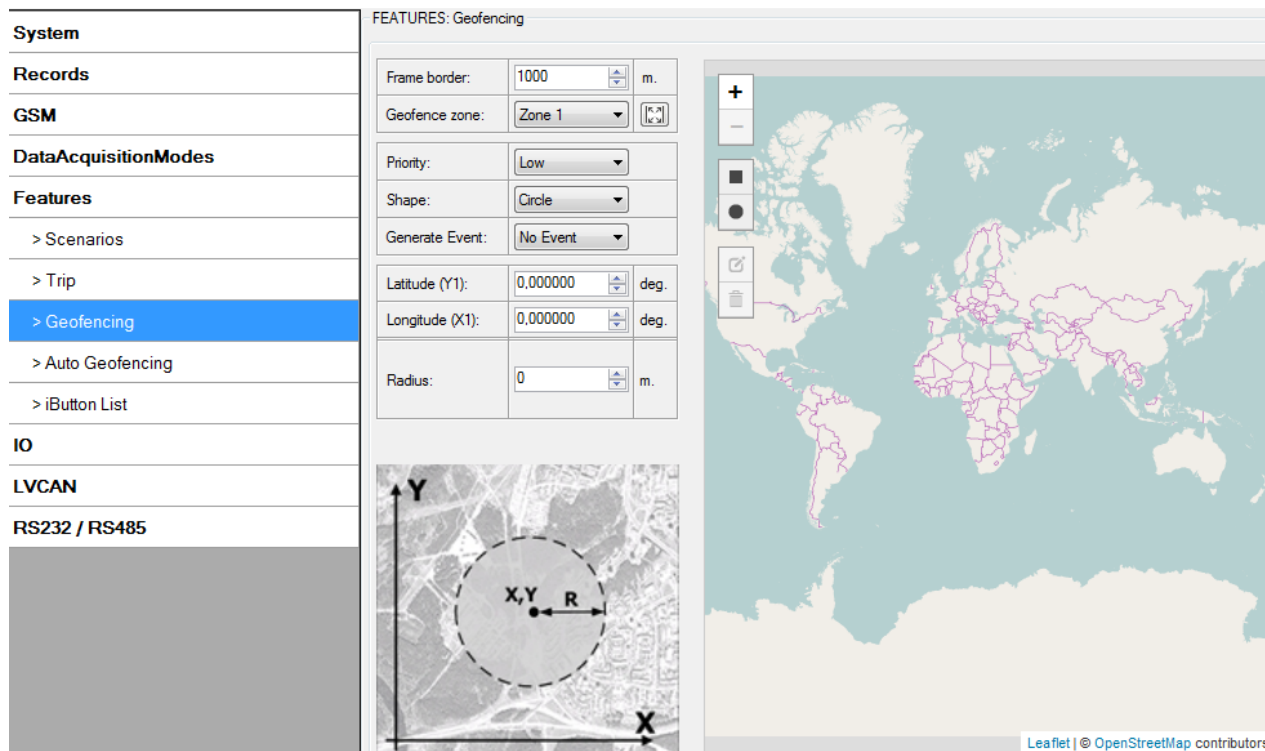 System
Records
GSM
DataAcquisitionModes
Features
> Scenarios
> Trip
> Geofencing
> Auto Geofencing
> iButton List
IO
LVCAN
RS232 / RS485
FEATURES: Geofencing
Frame border: 1000 m.
Geofence zone: Zone 1
Priority: Low
Shape: Circle
Generate Event: No Event
Latitude (Y1): 0,000000 deg.
Longitude (X1): 0,000000 deg.
Radius: 0 m.
Y
X,Y R
X
+
−
Leaflet | © OpenStreetMap contributors